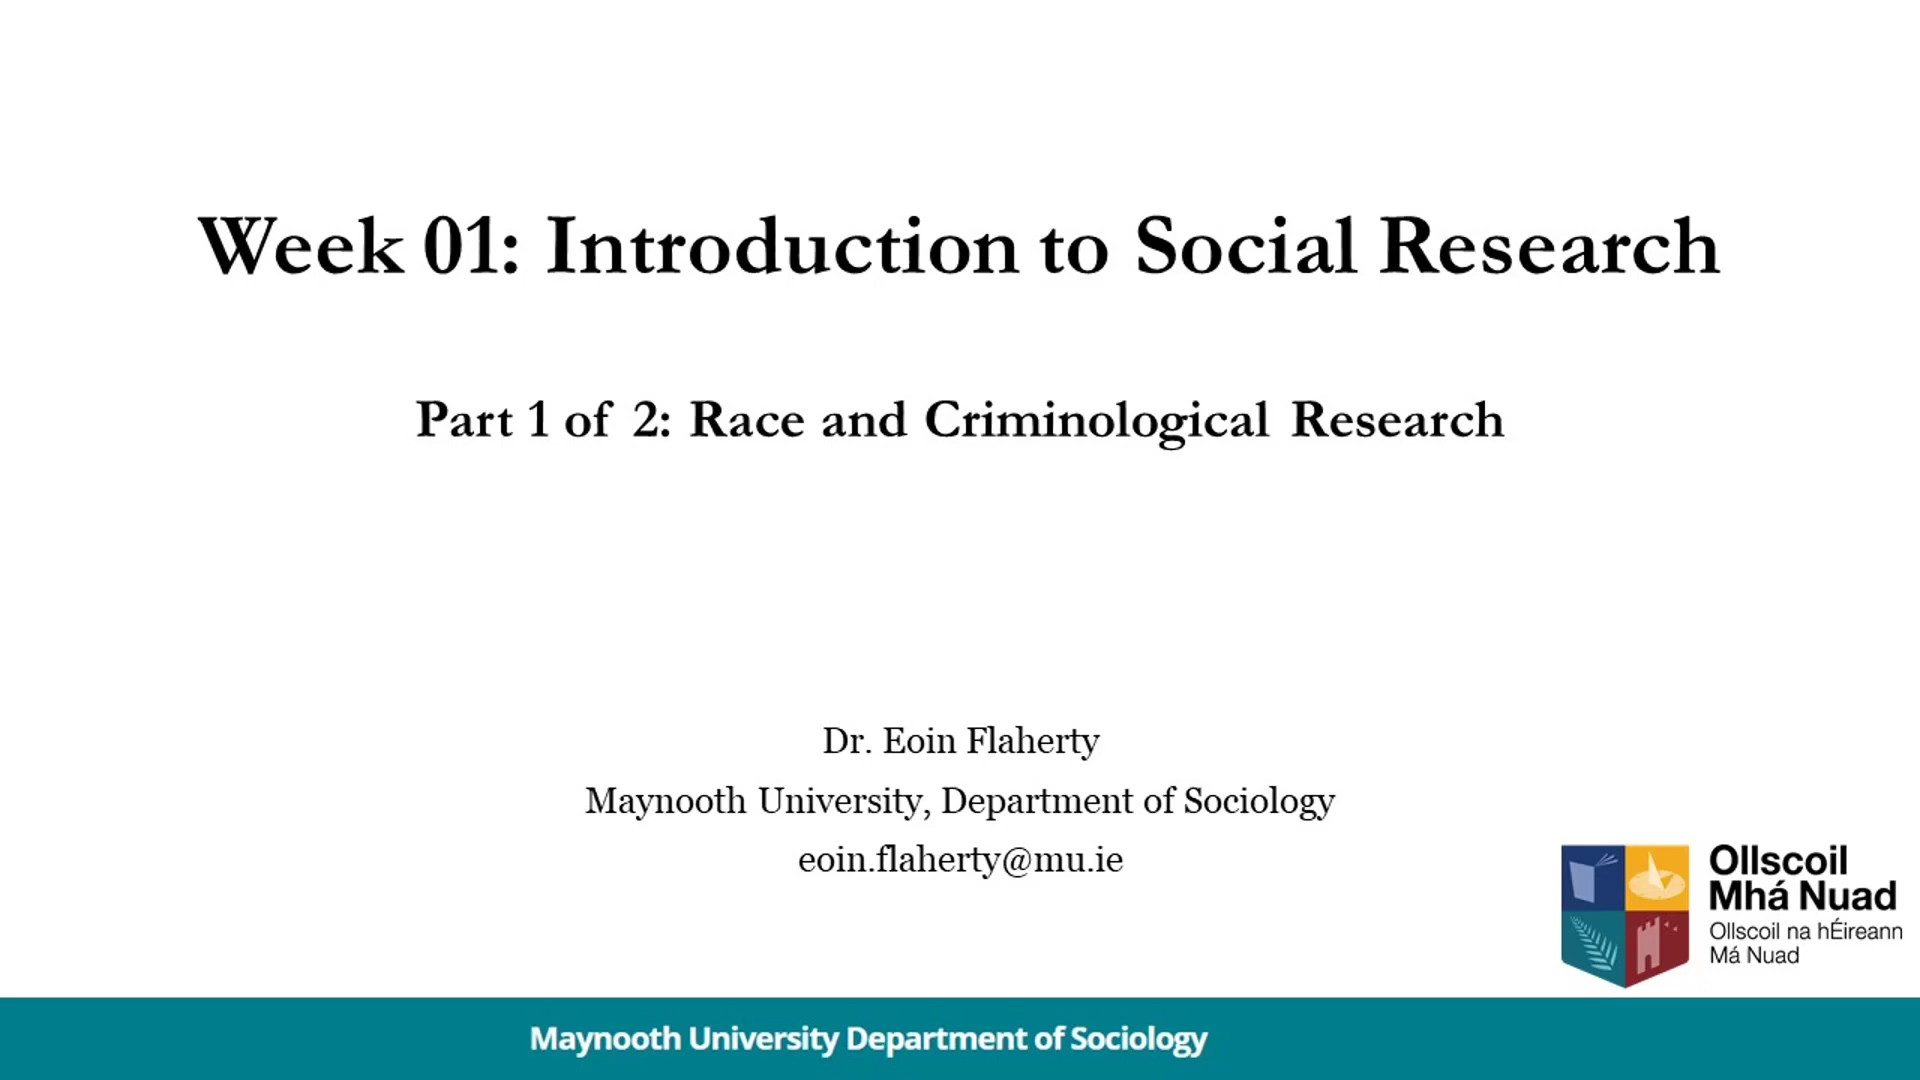 Week 01: Introduction to Social Research
Part 1 of 2: Race and Criminological Research
Dr. Eoin Flaherty
Maynooth University, Department of Sociology
eoin.flaherty@mu.ie
Ollscoil
Mhá Nuad
Ollscoil na hÉireann
Má Nuad
Maynooth University Department of Sociology